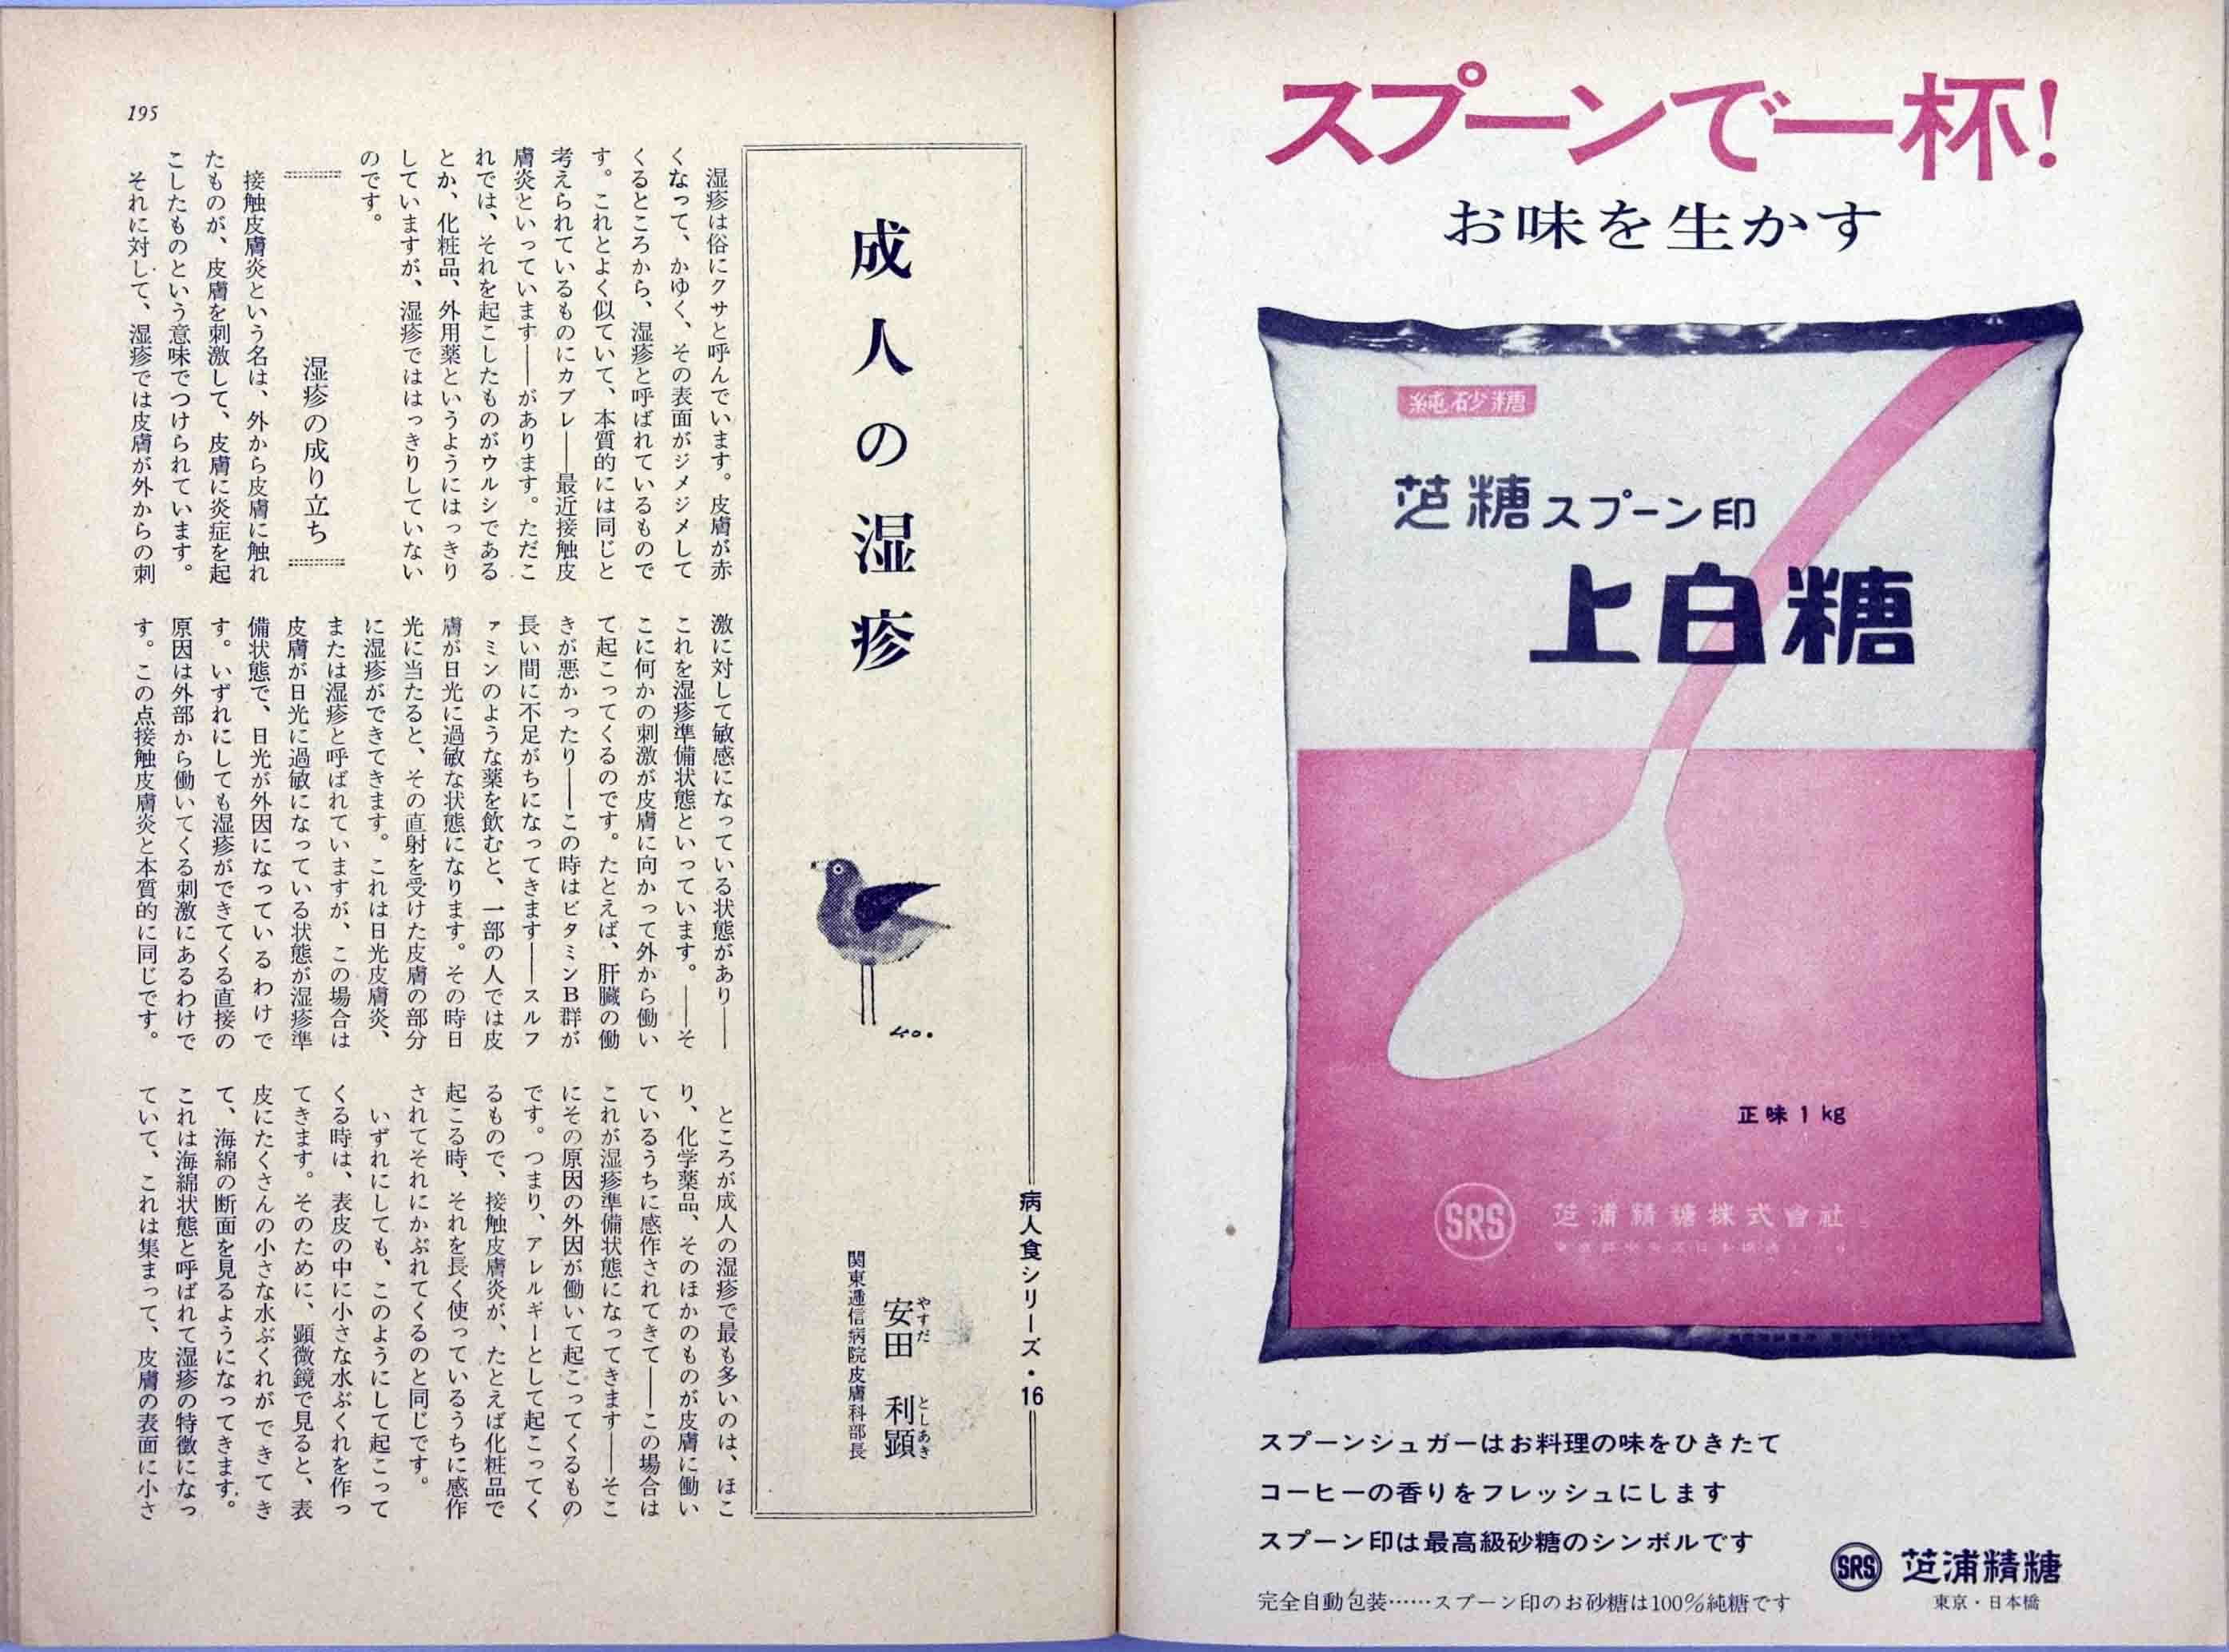 スプーンで一杯!
お味を生かす
純砂糖
芝糖スプーン印
上白糖
正味1kg
SRS
芝浦精糖株式會社
スプーンシュガーはお料理の味をひきたて
コーヒーの香りをフレッシュにします
スプーン印は最高級砂糖のシンボルです
完全自動包装……スプーン印のお砂糖は100%純糖です
SRS 芝浦精糖
東京・日本橋
病人食シリーズ・16
成人の湿疹
安田 利顕
やすだ としあき
関東逓信病院皮膚科部長
湿疹は俗にクサと呼んでいます。皮膚が赤
くなって、かゆく、その表面がジメジメして
くるところから、湿疹と呼ばれているもので
す。これとよく似ていて、本質的には同じと
考えられているものにカブレ――最近接触皮
膚炎といっています――があります。ただこ
れでは、それを起こしたものがウルシである
とか、化粧品、外用薬というようにはっきり
していますが、湿疹でははっきりしていない
のです。
湿疹の成り立ち
接触皮膚炎という名は、外から皮膚に触れ
たものが、皮膚を刺激して、皮膚に炎症を起
こしたものという意味でつけられています。
それに対して、湿疹では皮膚が外からの刺
激に対して敏感になっている状態があり――
これを湿疹準備状態といっています。――そ
こに何かの刺激が皮膚に向かって外から働い
て起こってくるのです。たとえば、肝臓の働
きが悪かったり――この時はビタミンB群が
長い間に不足がちになってきます――スルフ
ァミンのような薬を飲むと、一部の人では皮
膚が日光に過敏な状態になります。その時日
光に当たると、その直射を受けた皮膚の部分
に湿疹ができてきます。これは日光皮膚炎、
または湿疹と呼ばれていますが、この場合は
皮膚が日光に過敏になっている状態が湿疹準
備状態で、日光が外因になっているわけで
す。いずれにしても湿疹ができてくる直接の
原因は外部から働いてくる刺激にあるわけで
す。この点接触皮膚炎と本質的に同じです。
ところが成人の湿疹で最も多いのは、ほこ
り、化学薬品、そのほかのものが皮膚に働い
ているうちに感作されてきて――この場合は
これが湿疹準備状態になってきます――そこ
にその原因の外因が働いて起こってくるもの
です。つまり、アレルギーとして起こってく
るもので、接触皮膚炎が、たとえば化粧品で
起こる時、それを長く使っているうちに感作
されてそれにかぶれてくるのと同じです。
いずれにしても、このようにして起こって
くる時は、表皮の中に小さな水ぶくれを作っ
てきます。そのために、顕微鏡で見ると、表
皮にたくさんの小さな水ぶくれができてき
て、海綿の断面を見るようになってきます。
これは海綿状態と呼ばれて湿疹の特徴になっ
ていて、これは集まって、皮膚の表面に小さ
195